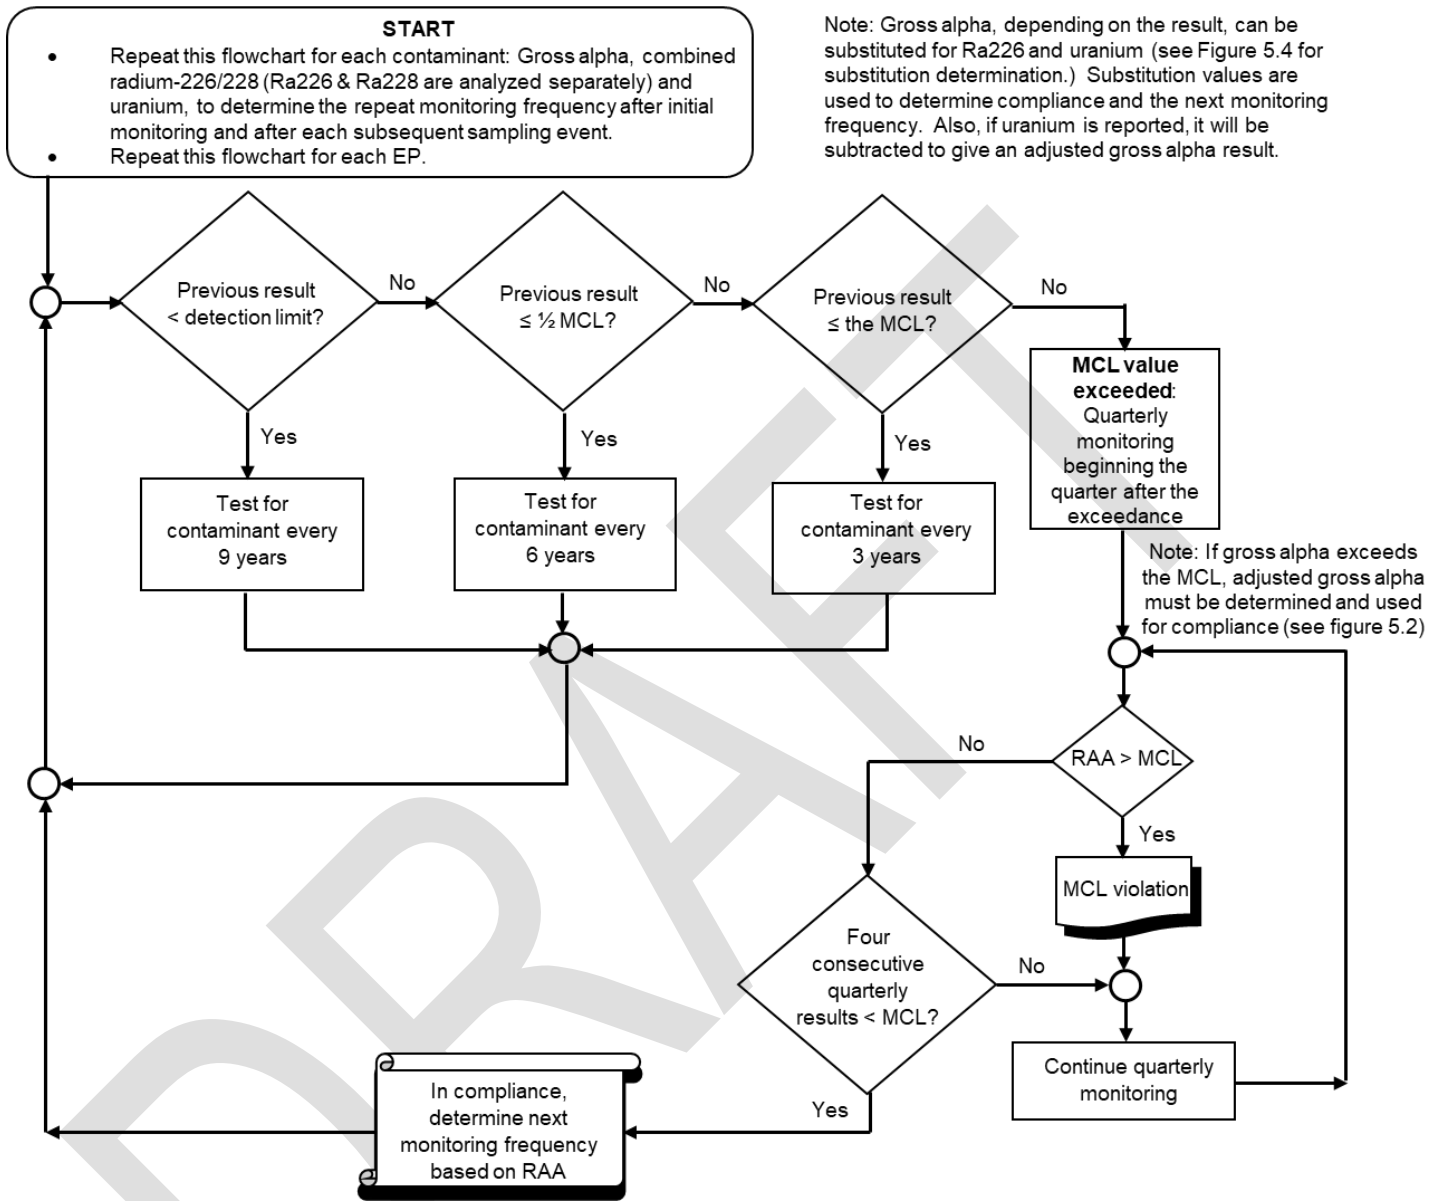 START
• Repeat this flowchart for each contaminant: Gross alpha, combined
radium-226/228 (Ra226 & Ra228 are analyzed separately) and
uranium, to determine the repeat monitoring frequency after initial
monitoring and after each subsequent sampling event.
• Repeat this flowchart for each EP.
Note: Gross alpha, depending on the result, can be
substituted for Ra226 and uranium (see Figure 5.4 for
substitution determination.) Substitution values are
used to determine compliance and the next monitoring
frequency. Also, if uranium is reported, it will be
subtracted to give an adjusted gross alpha result.
Previous result
< detection limit?
No
Previous result
≤ ½ MCL?
No
Previous result
≤ the MCL?
No
Yes
Yes
Yes
Test for
contaminant every
9 years
Test for
contaminant every
6 years
Test for
contaminant every
3 years
MCL value
exceeded:
Quarterly
monitoring
beginning the
quarter after the
exceedance
Note: If gross alpha exceeds
the MCL, adjusted gross alpha
must be determined and used
for compliance (see figure 5.2)
RAA > MCL
No
Yes
MCL violation
Four
consecutive
quarterly
results < MCL?
No
Continue quarterly
monitoring
Yes
In compliance,
determine next
monitoring frequency
based on RAA
DRAFT